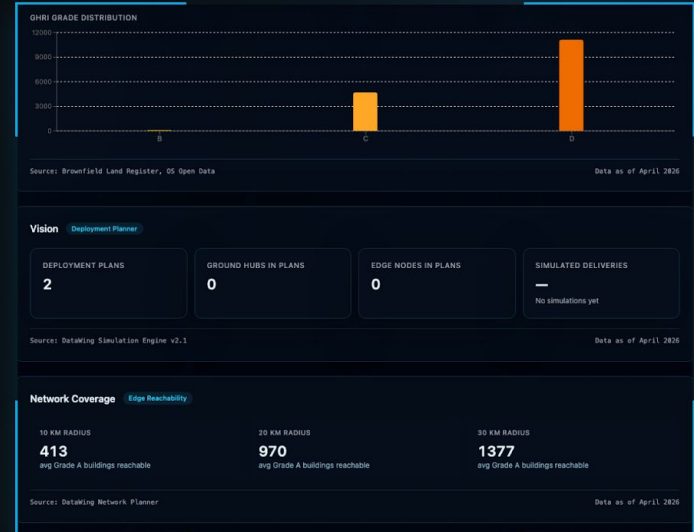 GHRI GRADE DISTRIBUTION
12000
9000
6000
3000
0
B C D
Source: Brownfield Land Register, OS Open Data Data as of April 2026
Vision Deployment Planner
DEPLOYMENT PLANS GROUND HUBS IN PLANS EDGE NODES IN PLANS SIMULATED DELIVERIES
2 0 0 —
No simulations yet
Source: DataWing Simulation Engine v2.1 Data as of April 2026
Network Coverage Edge Reachability
10 KM RADIUS 20 KM RADIUS 30 KM RADIUS
413 970 1377
avg Grade A buildings reachable avg Grade A buildings reachable avg Grade A buildings reachable
Source: DataWing Network Planner Data as of April 2026